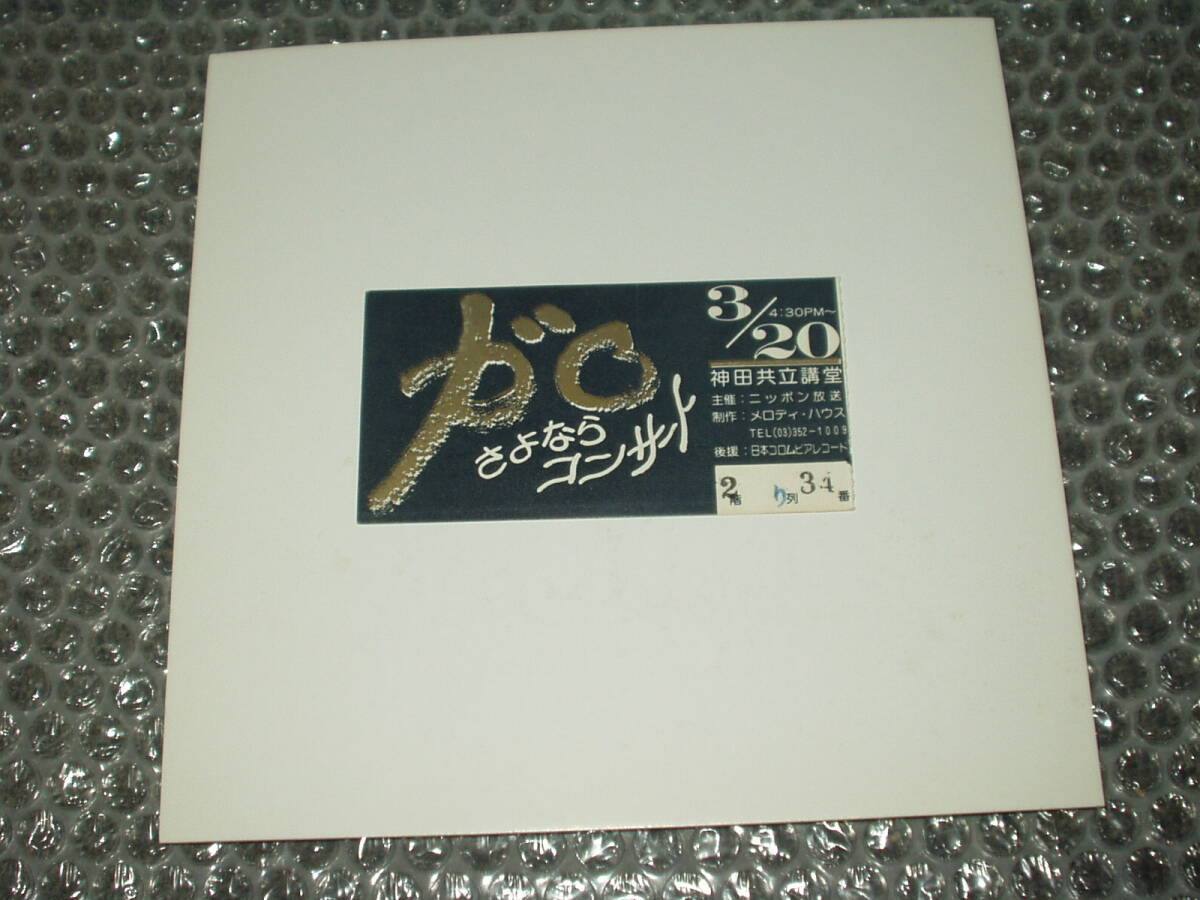 ガロ
さよなら
コンサート
3/20
4:30PM〜
神田共立講堂
主催：ニッポン放送
制作：メロディ・ハウス
TEL(03)352-1009
後援：日本コロムビアレコード
2階 り列 34番